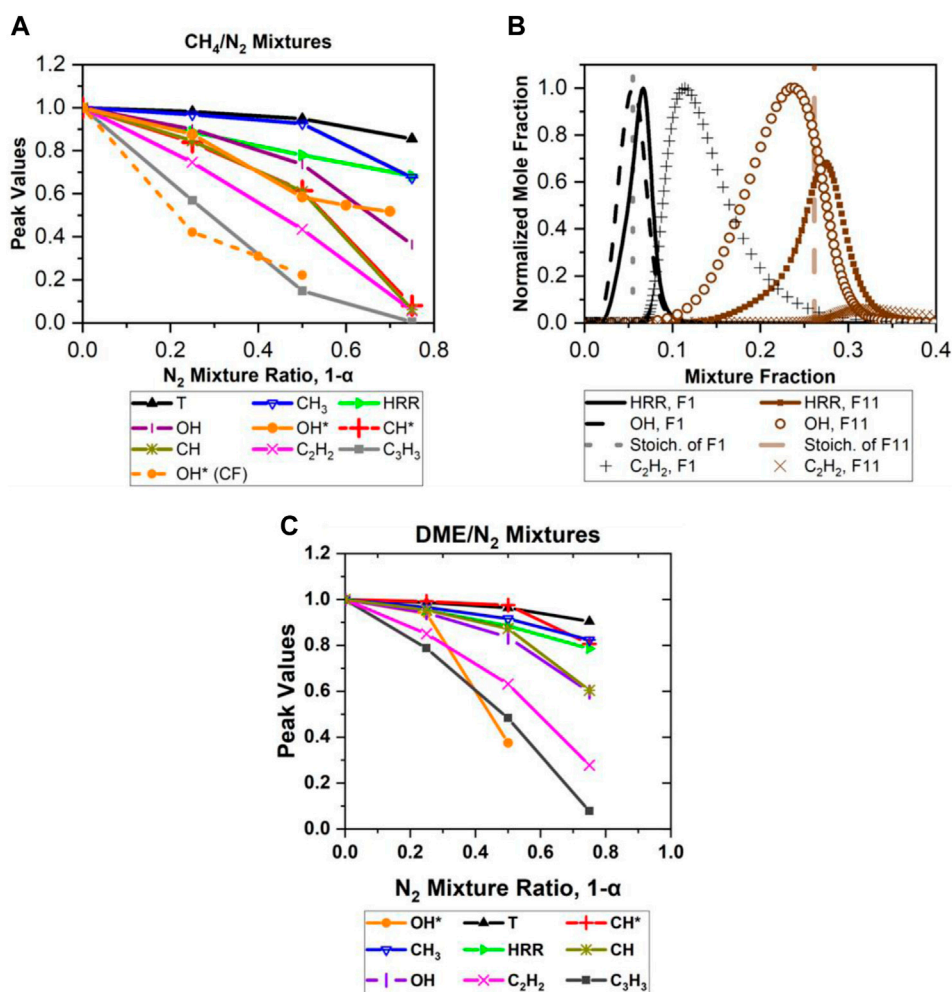 A
CH₄/N₂ Mixtures
1.2
1.0
0.8
0.6
0.4
0.2
0.0
Peak Values
0.0 0.2 0.4 0.6 0.8
N₂ Mixture Ratio, 1-α
T CH₃ HRR
OH OH* CH*
CH C₂H₂ C₃H₃
OH* (CF)
B
1.0
0.8
0.6
0.4
0.2
0.0
Normalized Mole Fraction
0.0 0.1 0.2 0.3 0.4
Mixture Fraction
HRR, F1 HRR, F11
OH, F1 OH, F11
Stoich. of F1 Stoich. of F11
C₂H₂, F1 C₂H₂, F11
C
DME/N₂ Mixtures
1.2
1.0
0.8
0.6
0.4
0.2
0.0
Peak Values
0.0 0.2 0.4 0.6 0.8 1.0
N₂ Mixture Ratio, 1-α
OH* T CH*
CH₃ HRR CH
OH C₂H₂ C₃H₃